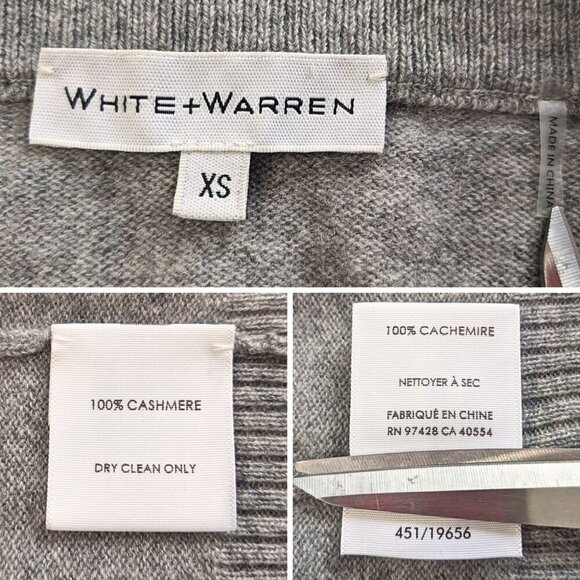 WHITE+WARREN
XS
MADE IN CHINA
100% CASHMERE
DRY CLEAN ONLY
100% CACHEMIRE
NETTOYER À SEC
FABRIQUÉ EN CHINE
RN 97428 CA 40554
451/19656